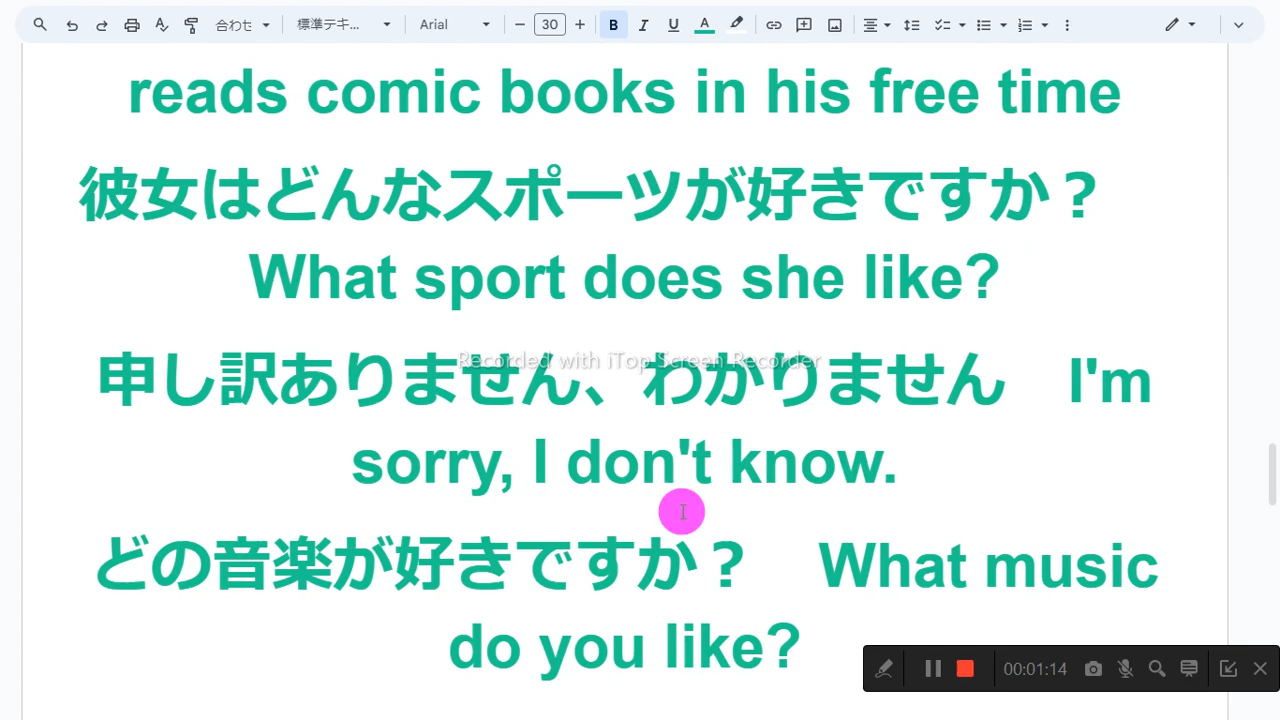 合わせ 標準テキ... Arial 30 B I U A
reads comic books in his free time
彼女はどんなスポーツが好きですか？
What sport does she like?
申し訳ありません、わかりません　I'm
Recorded with iTop Screen Recorder
sorry, I don't know.
どの音楽が好きですか？　What music
do you like?
00:01:14